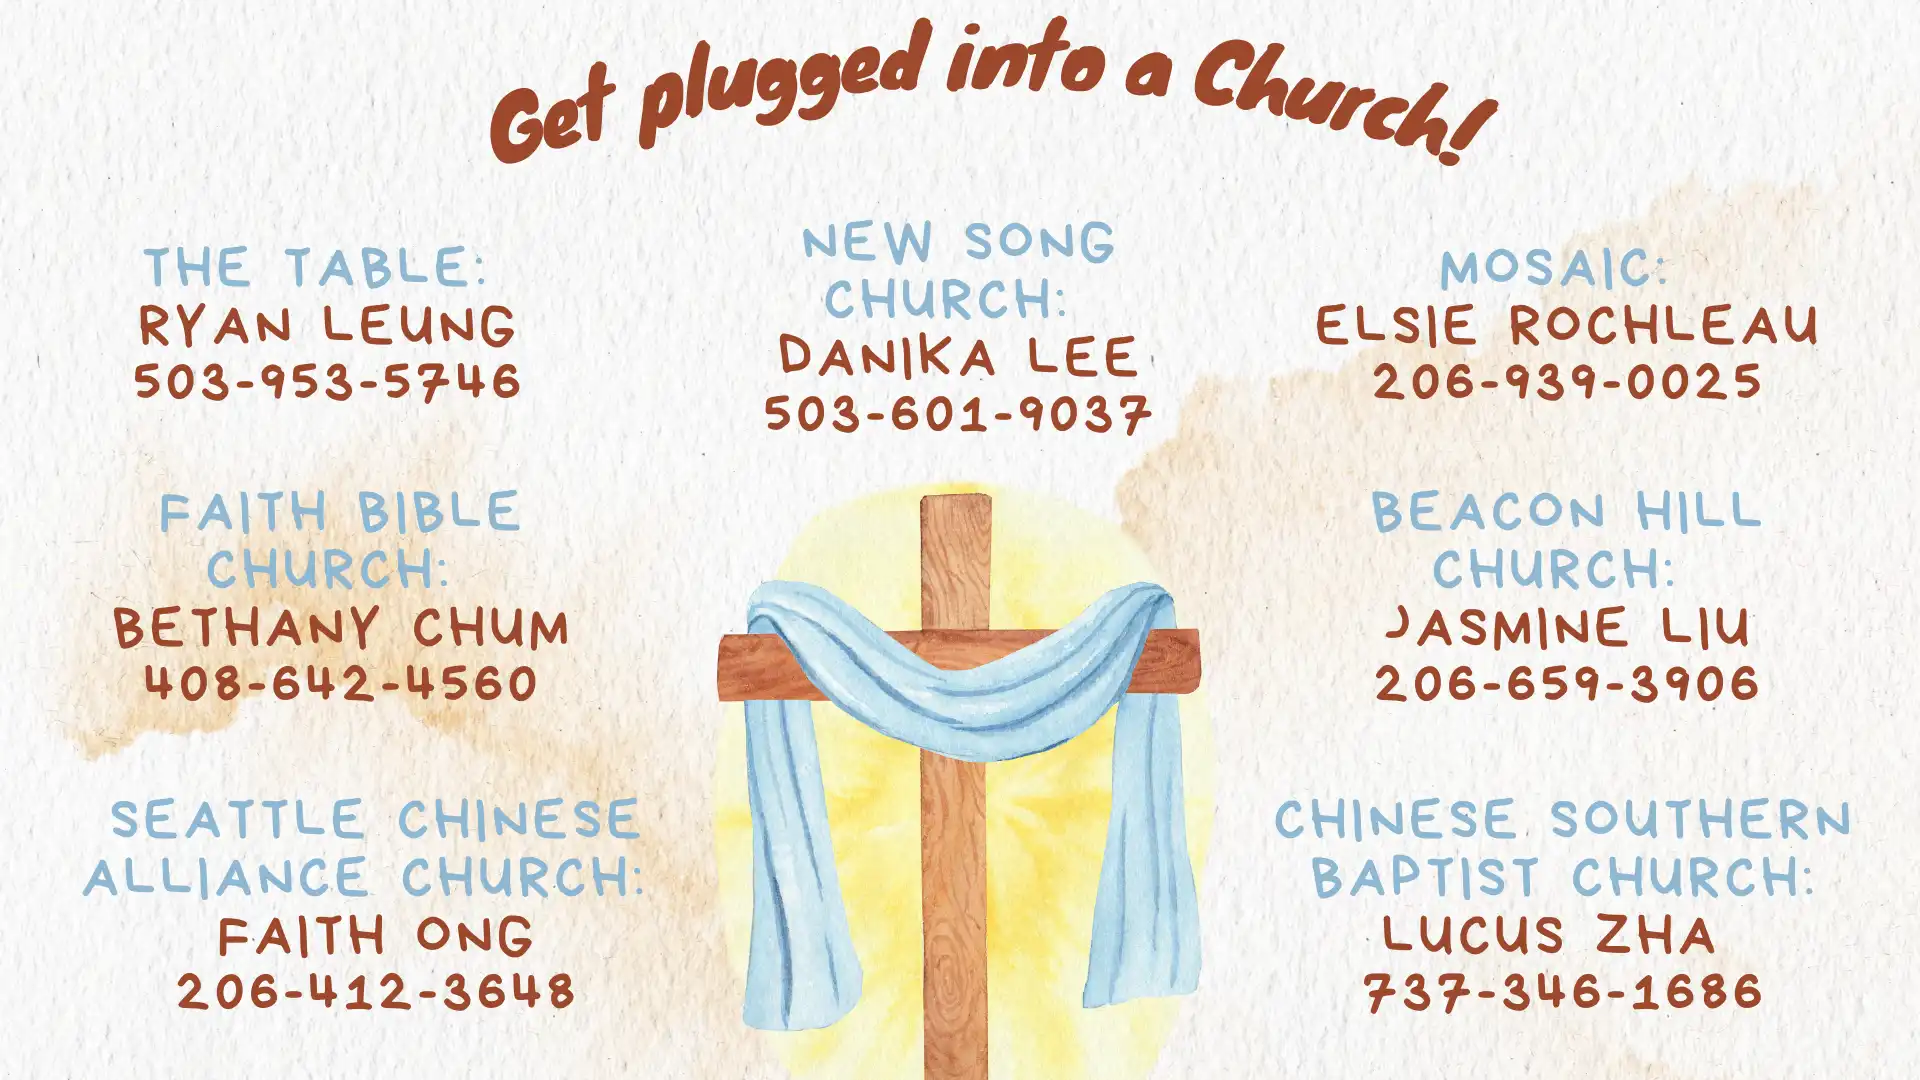 Get plugged into a Church!
THE TABLE:
RYAN LEUNG
503-953-5746
NEW SONG
CHURCH:
DANIKA LEE
503-601-9037
MOSAIC:
ELSIE ROCHLEAU
206-939-0025
FAITH BIBLE
CHURCH:
BETHANY CHUM
408-642-4560
BEACON HILL
CHURCH:
JASMINE LIU
206-659-3906
SEATTLE CHINESE
ALLIANCE CHURCH:
FAITH ONG
206-412-3648
CHINESE SOUTHERN
BAPTIST CHURCH:
LUCUS ZHA
737-346-1686